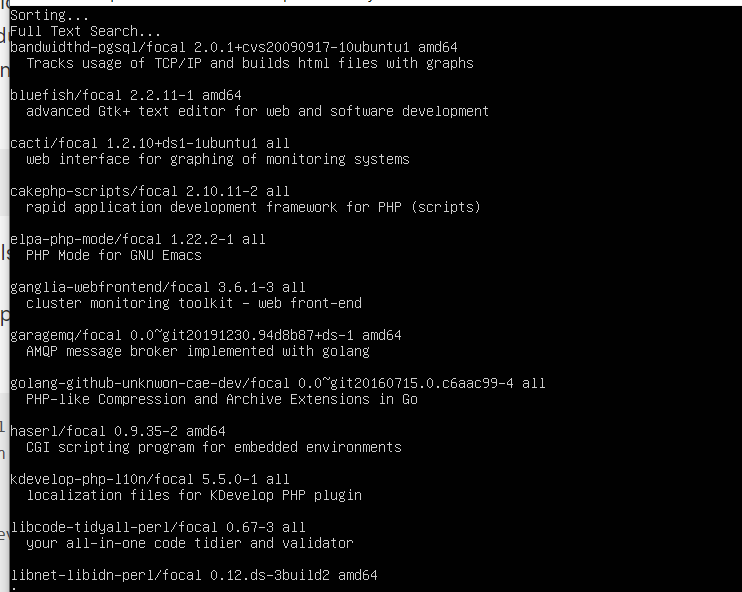 Sorting...
Full Text Search...
bandwidthd-pgsql/focal 2.0.1+cvs20090917-10ubuntu1 amd64
Tracks usage of TCP/IP and builds html files with graphs
bluefish/focal 2.2.11-1 amd64
advanced Gtk+ text editor for web and software development
cacti/focal 1.2.10+ds1-1ubuntu1 all
web interface for graphing of monitoring systems
cakephp-scripts/focal 2.10.11-2 all
rapid application development framework for PHP (scripts)
elpa-php-mode/focal 1.22.2-1 all
PHP Mode for GNU Emacs
ganglia-webfrontend/focal 3.6.1-3 all
cluster monitoring toolkit - web front-end
garagemq/focal 0.0~git20191230.94d8b87+ds-1 amd64
AMQP message broker implemented with golang
golang-github-unknwon-cae-dev/focal 0.0~git20160715.0.c6aac99-4 all
PHP-like Compression and Archive Extensions in Go
haserl/focal 0.9.35-2 amd64
CGI scripting program for embedded environments
kdevelop-php-l10n/focal 5.5.0-1 all
localization files for KDevelop PHP plugin
libcode-tidyall-perl/focal 0.67-3 all
your all-in-one code tidier and validator
libnet-libidn-perl/focal 0.12.ds-3build2 amd64
: